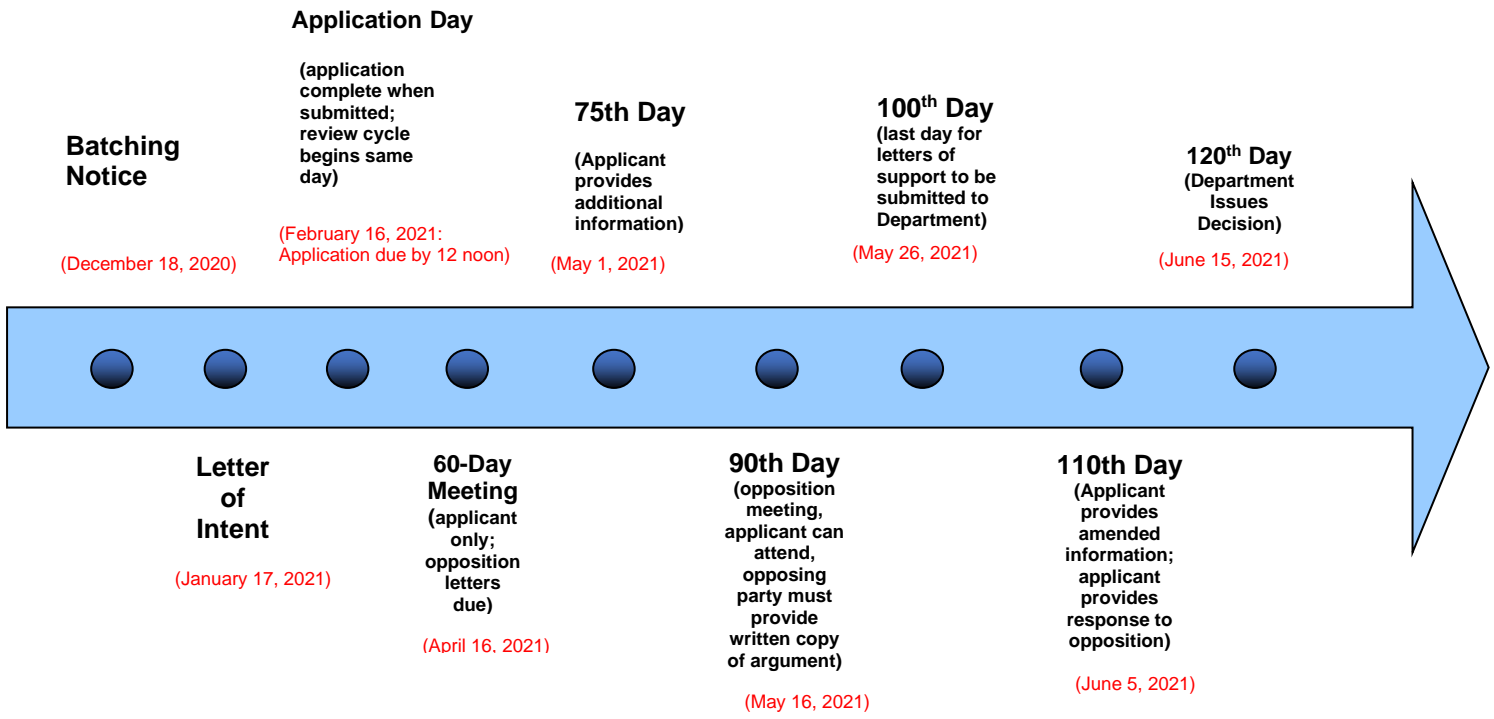 Batching
Notice
(December 18, 2020)
Letter
of
Intent
(January 17, 2021)
Application Day
(application
complete when
submitted;
review cycle
begins same
day)
(February 16, 2021:
Application due by 12 noon)
60-Day
Meeting
(applicant
only;
opposition
letters
due)
(April 16, 2021)
75th Day
(Applicant
provides
additional
information)
(May 1, 2021)
90th Day
(opposition
meeting,
applicant can
attend,
opposing
party must
provide
written copy
of argument)
(May 16, 2021)
100th Day
(last day for
letters of
support to be
submitted to
Department)
(May 26, 2021)
110th Day
(Applicant
provides
amended
information;
applicant
provides
response to
opposition)
(June 5, 2021)
120th Day
(Department
Issues
Decision)
(June 15, 2021)